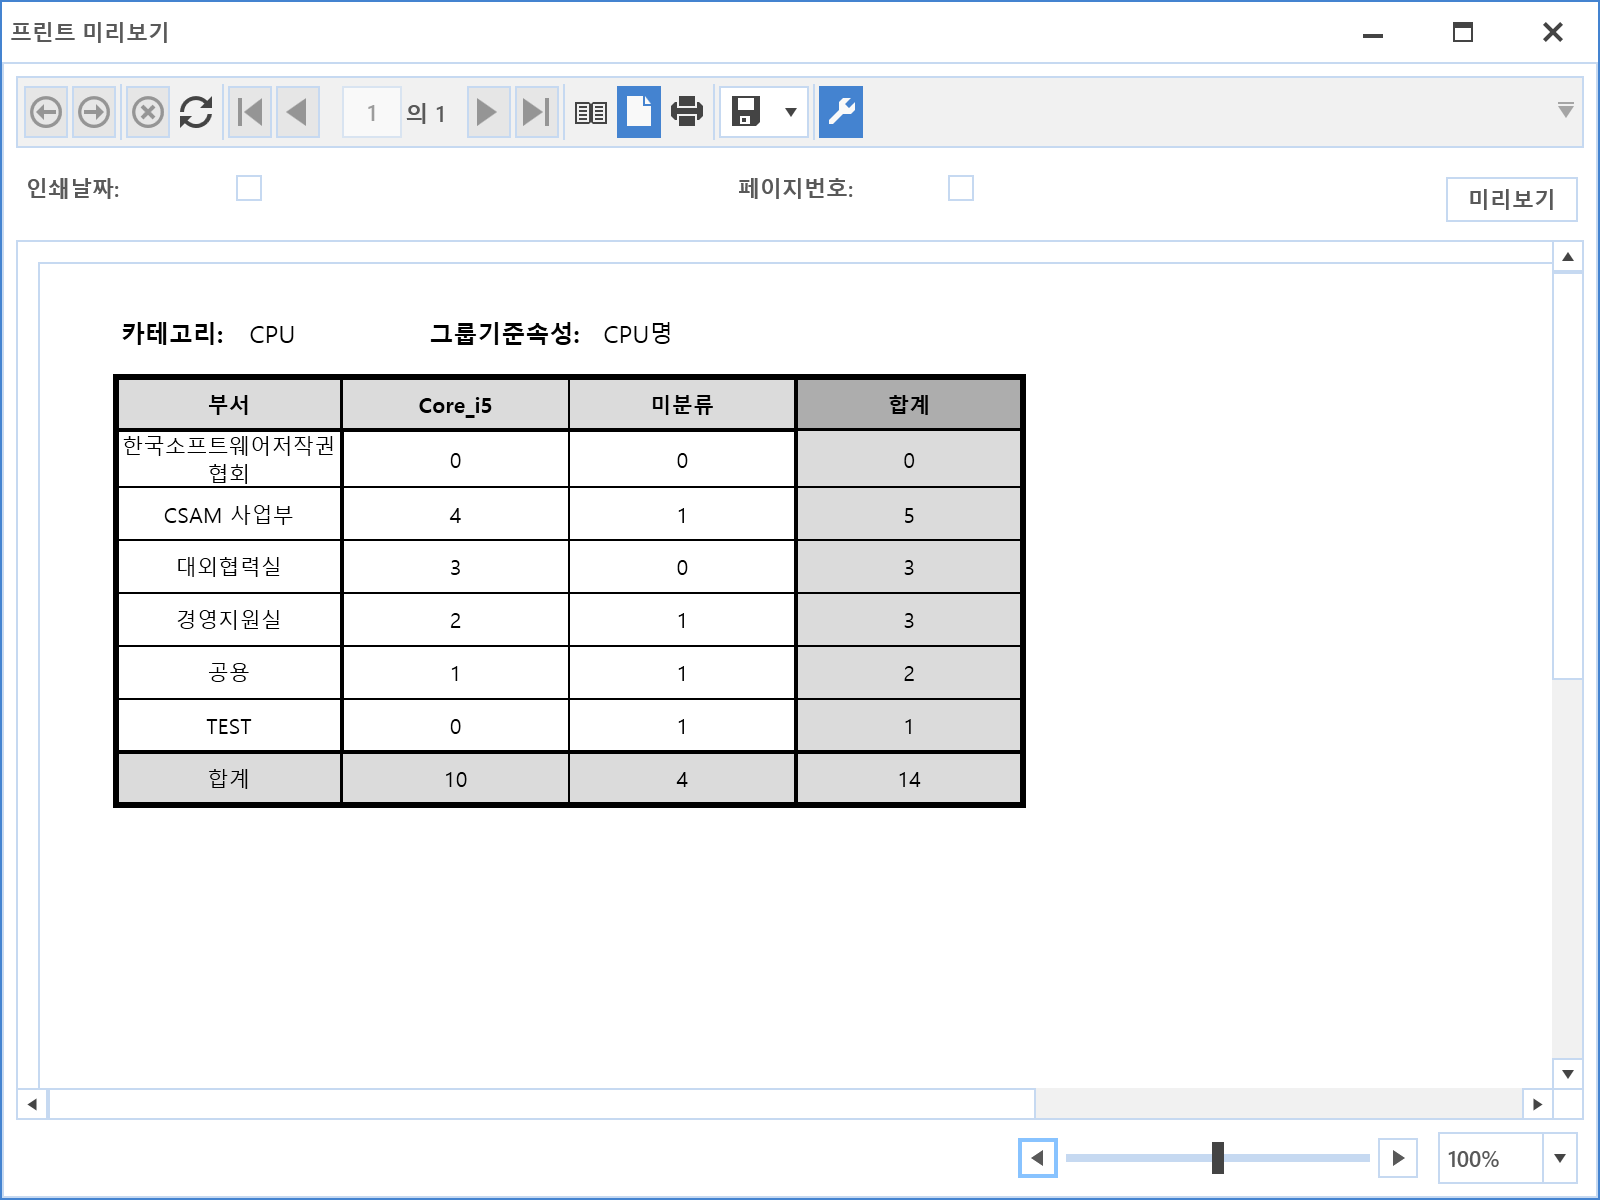 프린트 미리보기
1 의 1
인쇄날짜: 페이지번호: 미리보기
카테고리: CPU 그룹기준속성: CPU명
부서 Core_i5 미분류 합계
한국소프트웨어저작권
협회 0 0 0
CSAM 사업부 4 1 5
대외협력실 3 0 3
경영지원실 2 1 3
공용 1 1 2
TEST 0 1 1
합계 10 4 14
100%